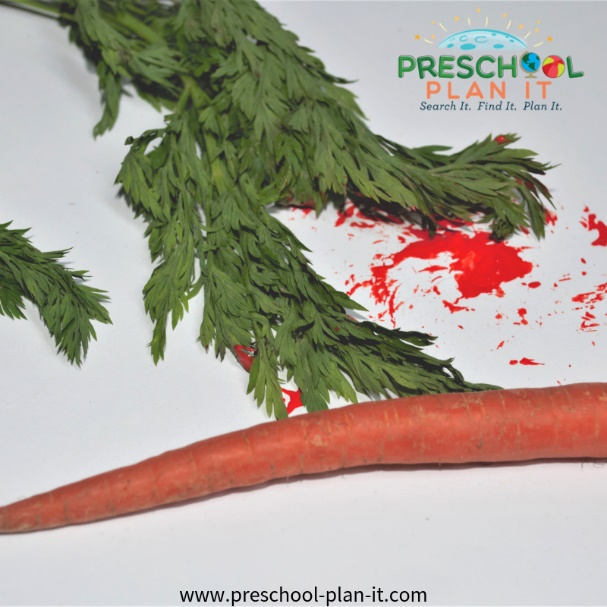 PRESCHOOL
PLAN IT
Search It. Find It. Plan It.
www.preschool-plan-it.com